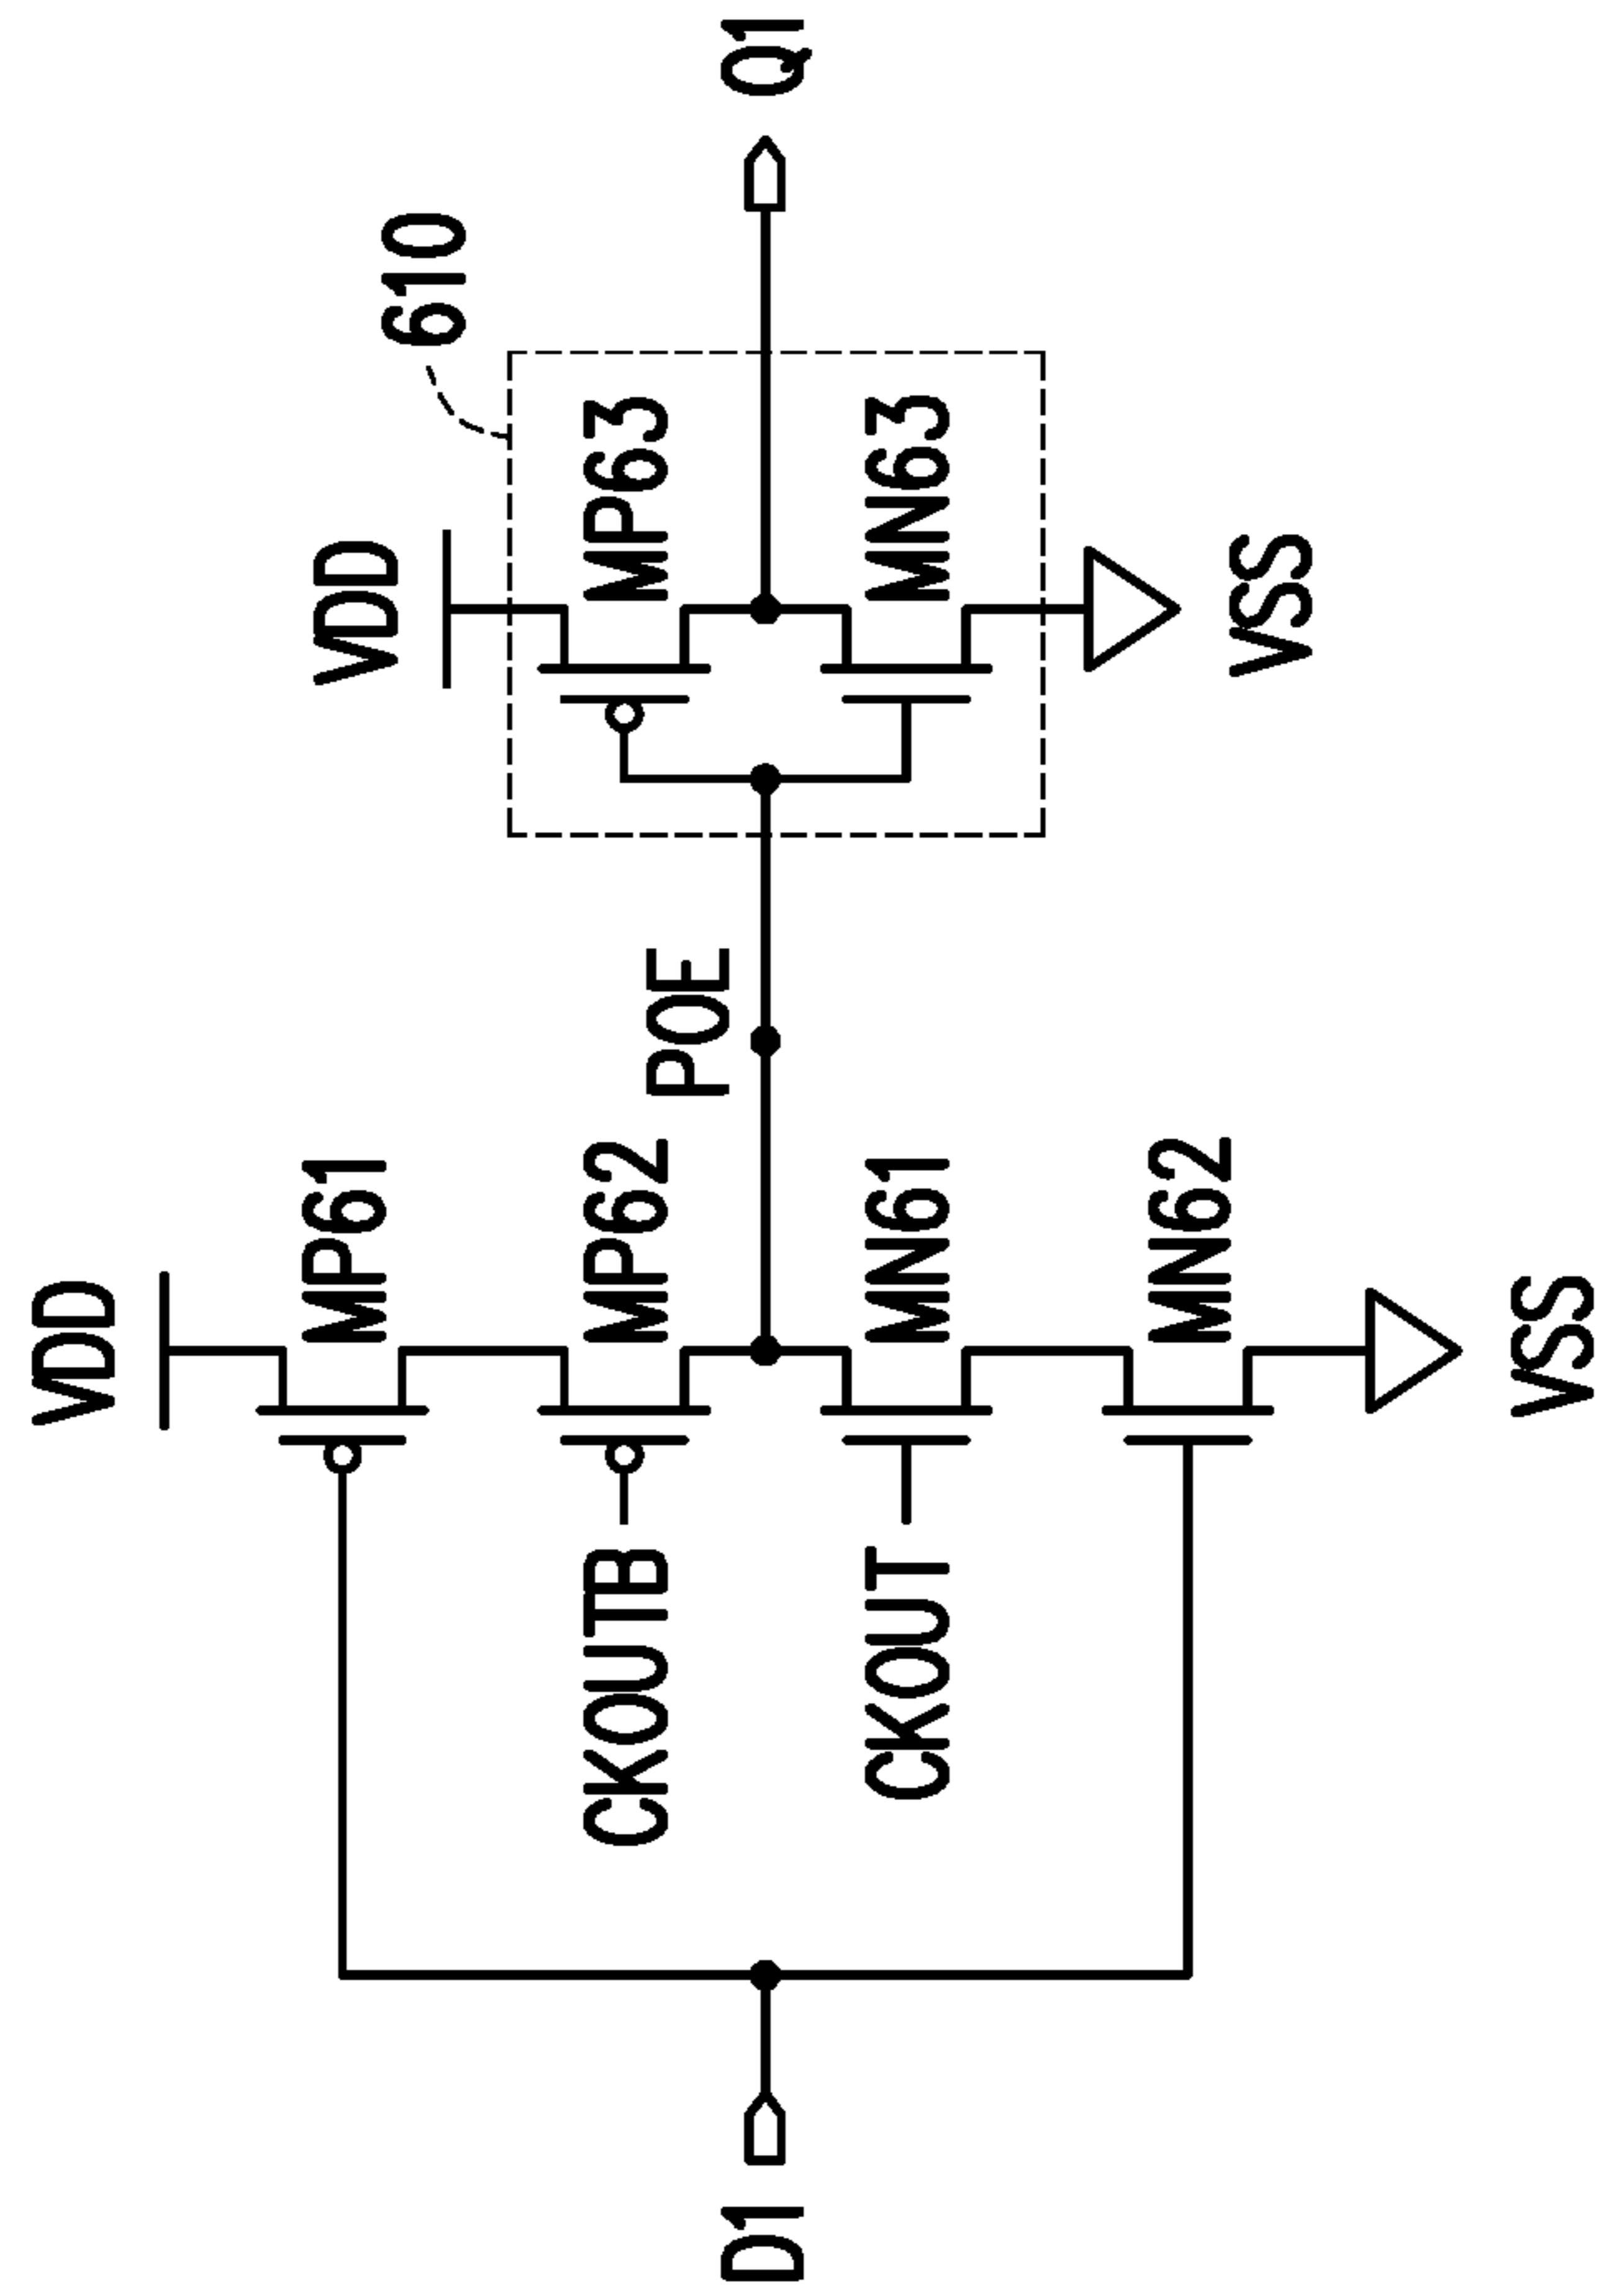 VDD
MP61
CKOUTB
MP62
CKOUT
MN61
MN62
VSS
D1
POE
610
VDD
MP63
MN63
VSS
Q1